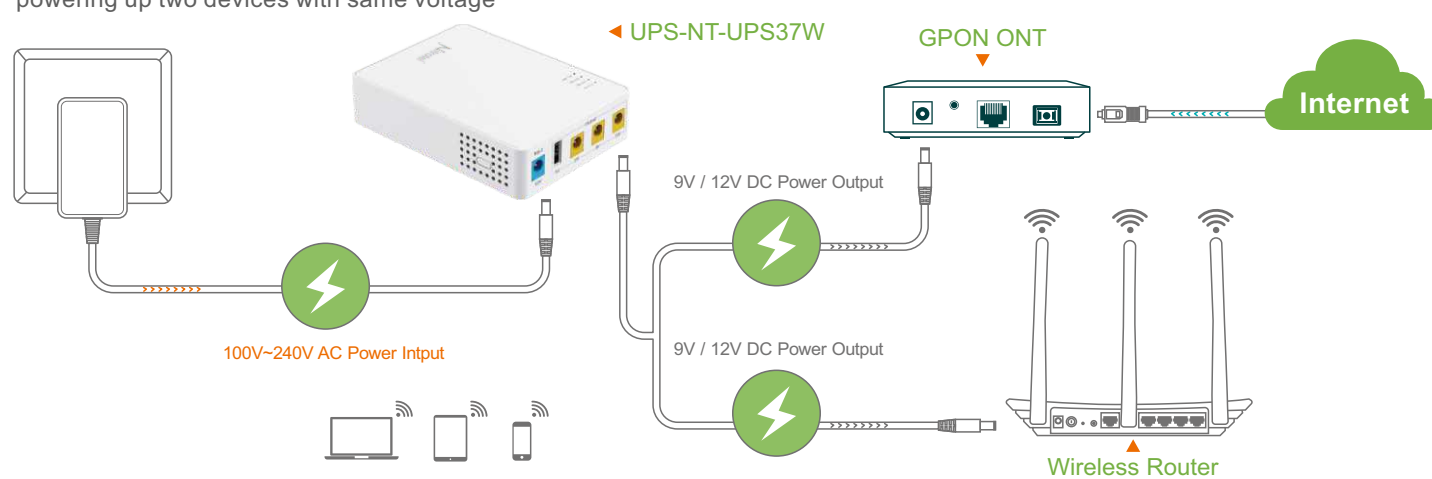 powering up two devices with same voltage
UPS-NT-UPS37W
GPON ONT
Internet
9V / 12V DC Power Output
100V~240V AC Power Intput
9V / 12V DC Power Output
Wireless Router